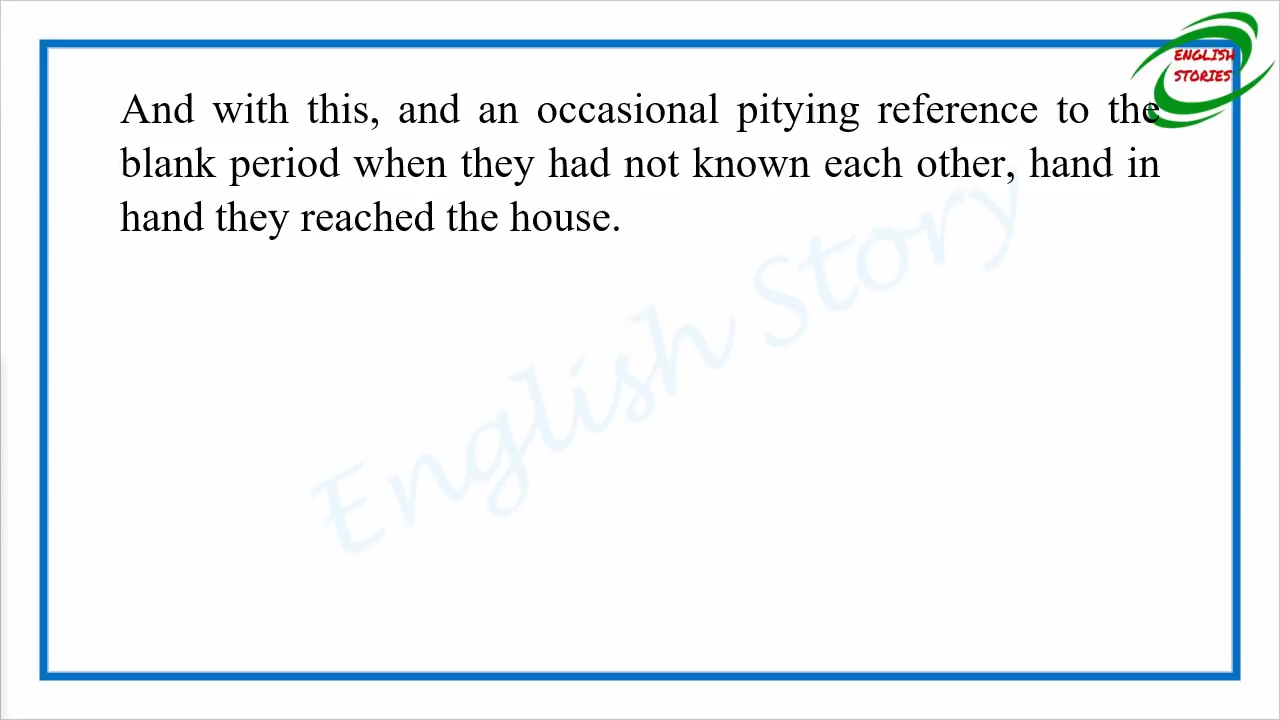 ENGLISH
STORIES
And with this, and an occasional pitying reference to the
blank period when they had not known each other, hand in
hand they reached the house.
English Story